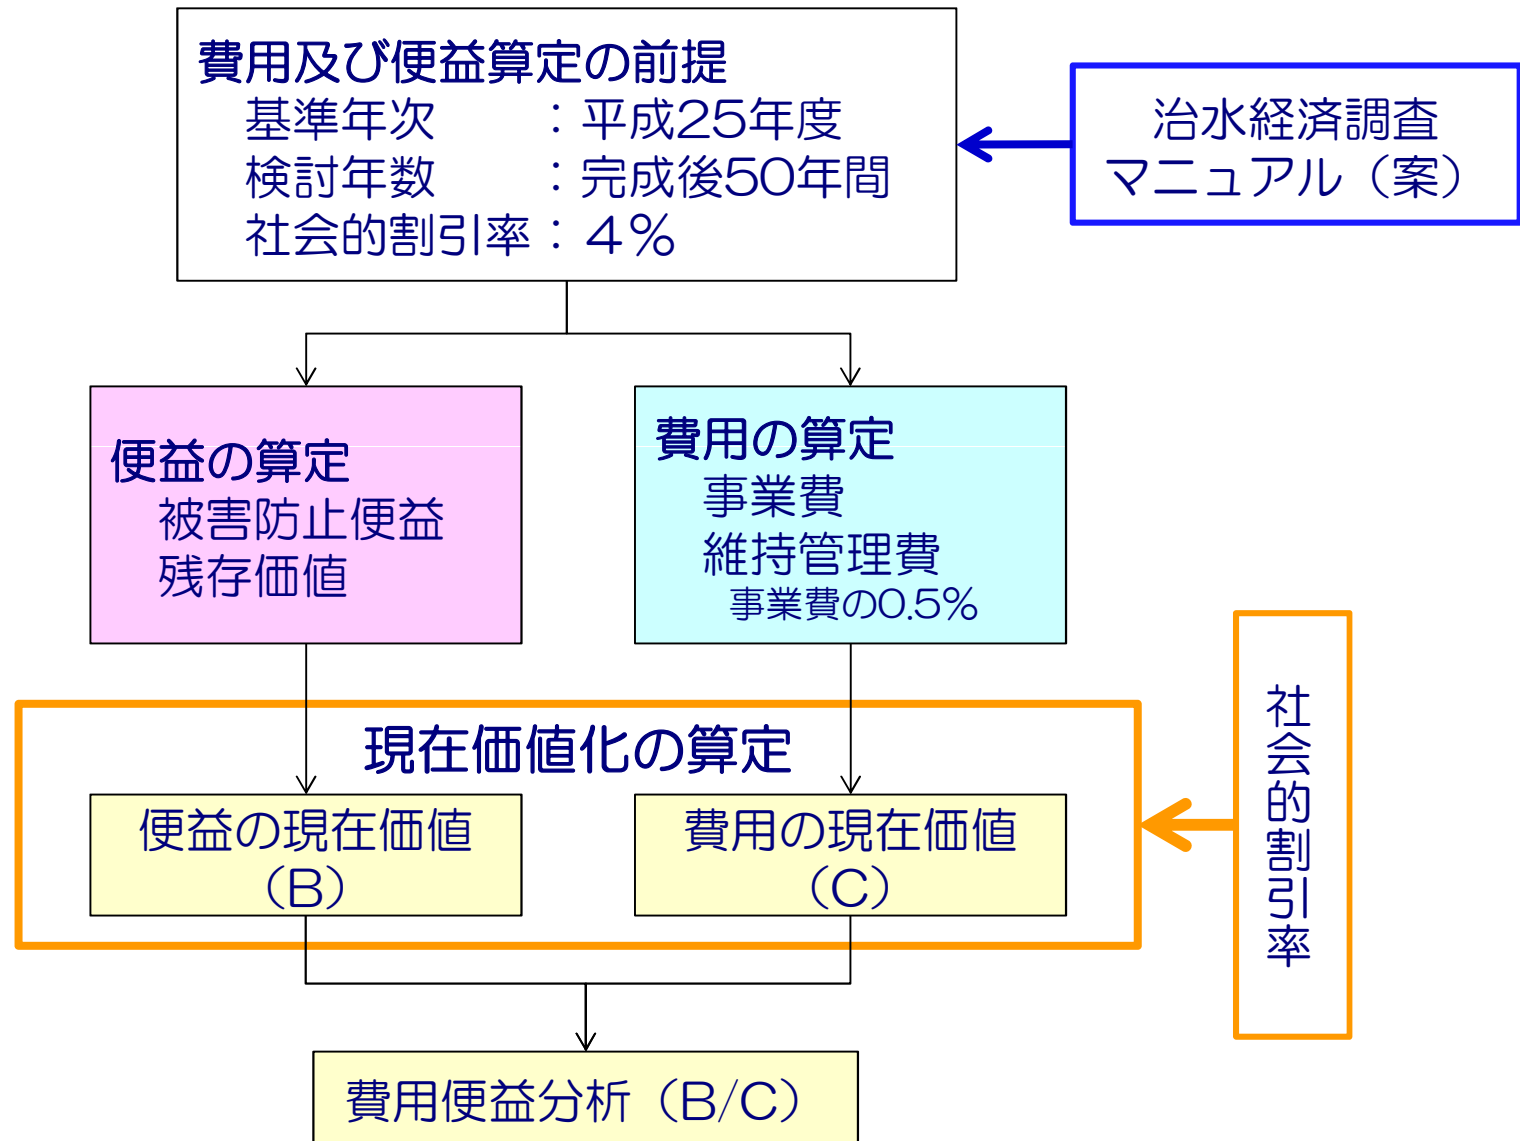 費用及び便益算定の前提
基準年次　　：平成25年度
検討年数　　：完成後50年間
社会的割引率：４％
治水経済調査
マニュアル（案）
便益の算定
被害防止便益
残存価値
費用の算定
事業費
維持管理費
事業費の0.5%
現在価値化の算定
便益の現在価値
（B）
費用の現在価値
（C）
社会的割引率
費用便益分析（B/C）